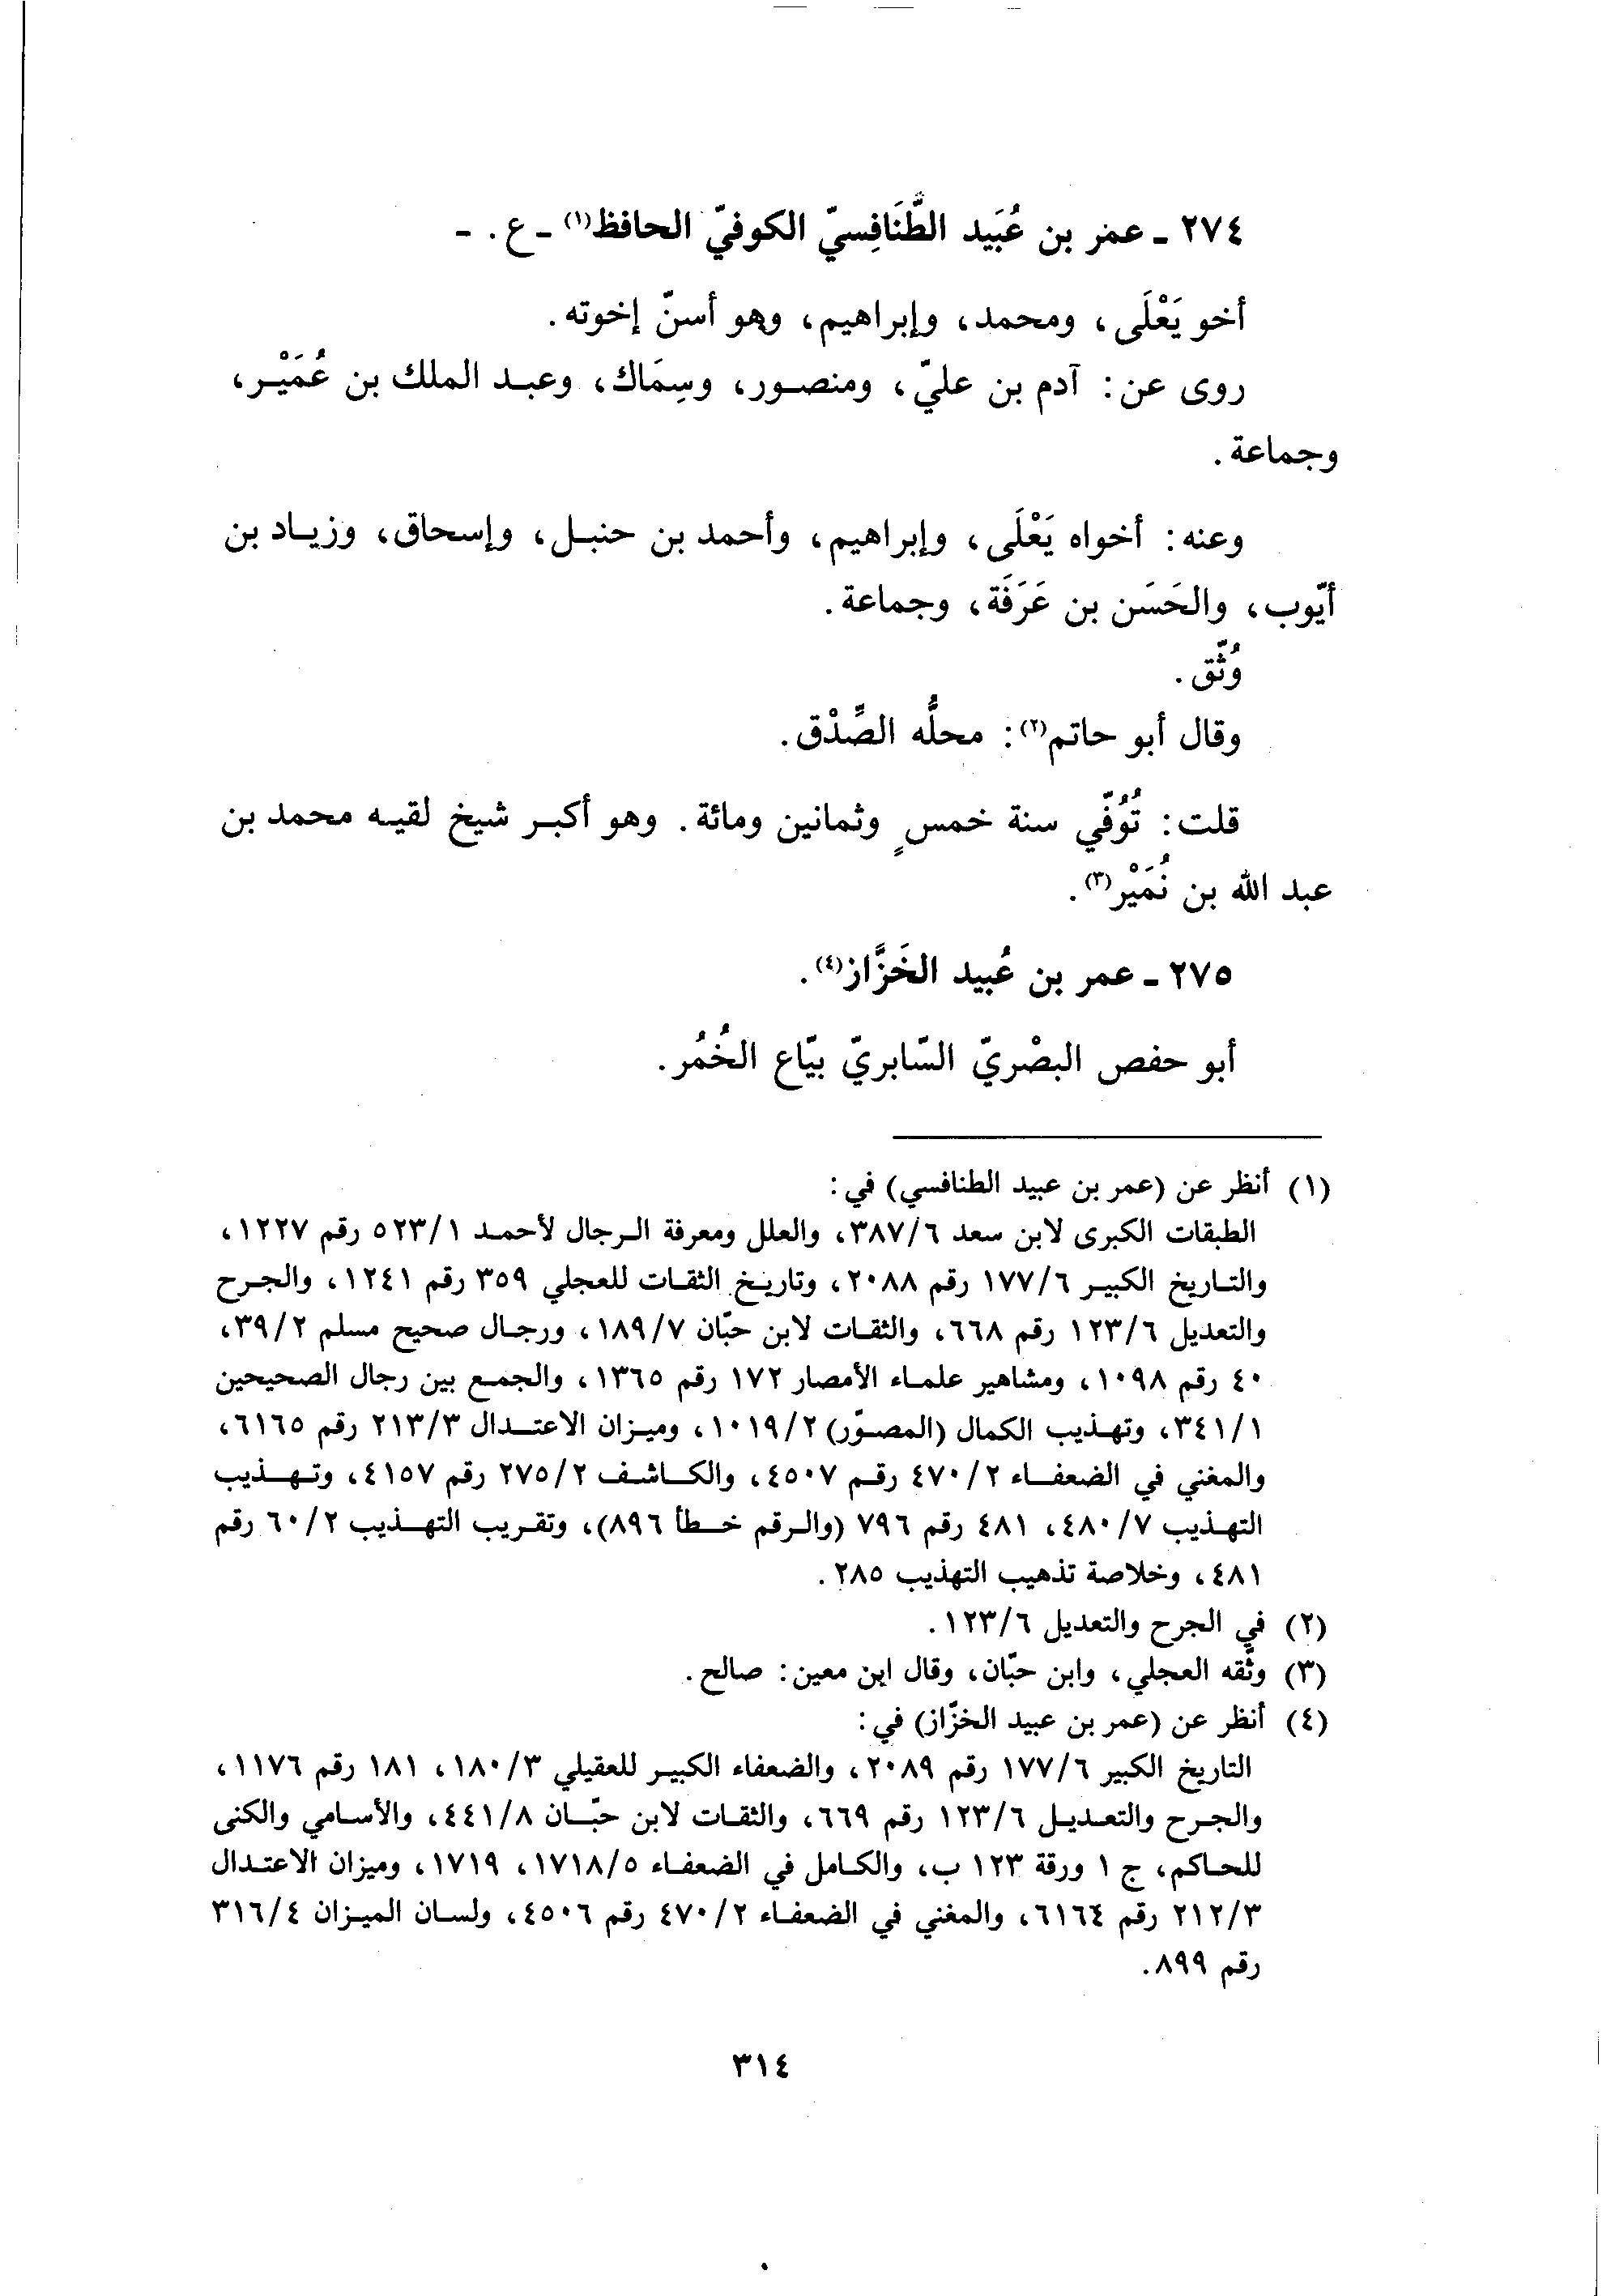 ٢٧٤ - عمر بن عُبَيد الطَّنَافِسيّ الكوفيّ الحافظ(١) - ع. -
أخو يَعْلَى، ومحمد، وإبراهيم، وهو أسنّ إخوته.
روى عن: آدم بن عليّ، ومنصور، وسِمَاك، وعبد الملك بن عُمَيْر،
وجماعة.
وعنه: أخواه يَعْلَى، وإبراهيم، وأحمد بن حنبل، وإسحاق، وزياد بن
أيّوب، والحَسَن بن عَرَفَة، وجماعة.
وُثّق.
وقال أبو حاتم(٢): محلُّه الصِّدْق.
قلت: تُوُفّي سنة خمسٍ وثمانين ومائة. وهو أكبر شيخ لقيه محمد بن
عبد الله بن نُمَيْر(٣).
٢٧٥ - عمر بن عُبيد الخَزَّاز(٤).
أبو حفص البصْريّ السّابريّ بيّاع الخُمُر.
(١) أنظر عن (عمر بن عبيد الطنافسي) في:
الطبقات الكبرى لابن سعد ٣٨٧/٦، والعلل ومعرفة الرجال لأحمد ٥٢٣/١ رقم ١٢٢٧،
والتاريخ الكبير ١٧٧/٦ رقم ٢٠٨٨، وتاريخ الثقات للعجلي ٣٥٩ رقم ١٢٤١، والجرح
والتعديل ١٢٣/٦ رقم ٦٦٨، والثقات لابن حبّان ١٨٩/٧، ورجال صحيح مسلم ٣٩/٢،
٤٠ رقم ١٠٩٨، ومشاهير علماء الأمصار ١٧٢ رقم ١٣٦٥، والجمع بين رجال الصحيحين
٣٤١/١، وتهذيب الكمال (المصوّر) ١٠١٩/٢، وميزان الاعتدال ٢١٣/٣ رقم ٦١٦٥،
والمغني في الضعفاء ٤٧٠/٢ رقم ٤٥٠٧، والكاشف ٢٧٥/٢ رقم ٤١٥٧، وتهذيب
التهذيب ٤٨٠/٧، ٤٨١ رقم ٧٩٦ (والرقم خطأ ٨٩٦)، وتقريب التهذيب ٦٠/٢ رقم
٤٨١، وخلاصة تذهيب التهذيب ٢٨٥.
(٢) في الجرح والتعديل ١٢٣/٦.
(٣) وثّقه العجلي، وابن حبّان، وقال ابن معين: صالح.
(٤) أنظر عن (عمر بن عبيد الخزّاز) في:
التاريخ الكبير ١٧٧/٦ رقم ٢٠٨٩، والضعفاء الكبير للعقيلي ١٨٠/٣، ١٨١ رقم ١١٧٦،
والجرح والتعديل ١٢٣/٦ رقم ٦٦٩، والثقات لابن حبّان ٤٤١/٨، والأسامي والكنى
للحاكم، ج ١ ورقة ١٢٣ ب، والكامل في الضعفاء ١٧١٨/٥، ١٧١٩، وميزان الاعتدال
٢١٢/٣ رقم ٦١٦٤، والمغني في الضعفاء ٤٧٠/٢ رقم ٤٥٠٦، ولسان الميزان ٣١٦/٤
رقم ٨٩٩.
٣١٤